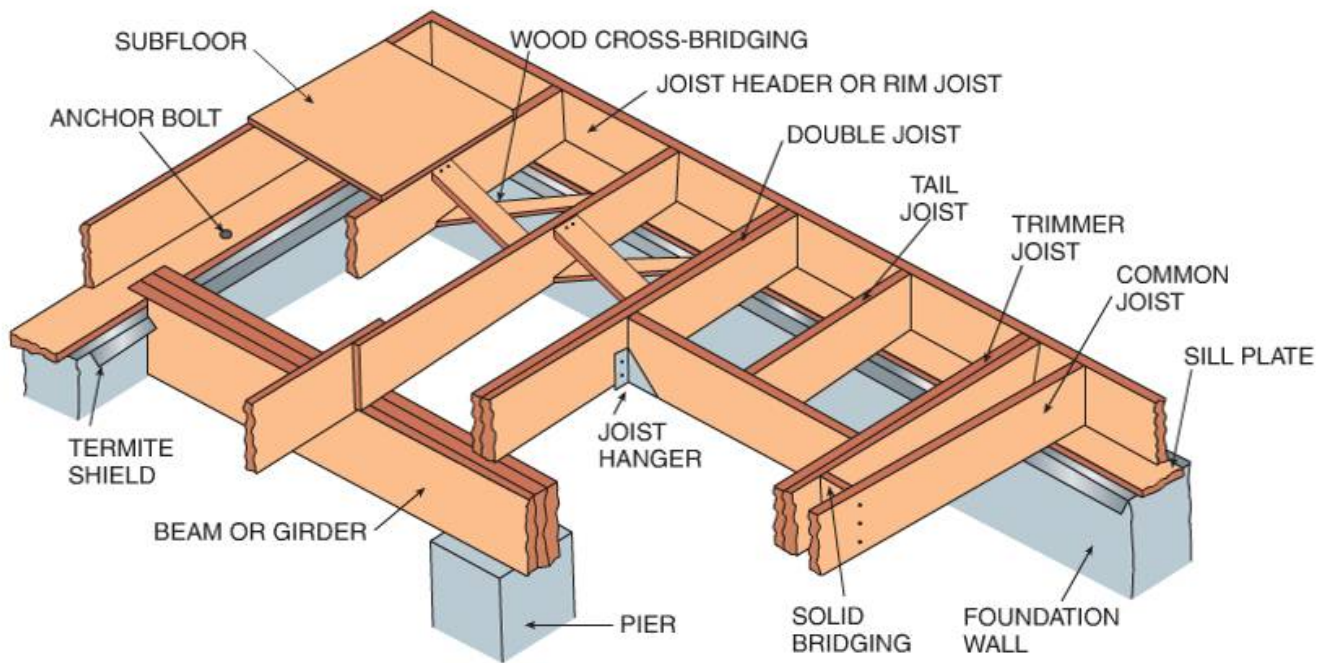 SUBFLOOR
WOOD CROSS-BRIDGING
JOIST HEADER OR RIM JOIST
ANCHOR BOLT
DOUBLE JOIST
TAIL
JOIST
TRIMMER
JOIST
COMMON
JOIST
SILL PLATE
TERMITE
SHIELD
JOIST
HANGER
BEAM OR GIRDER
PIER
SOLID
BRIDGING
FOUNDATION
WALL